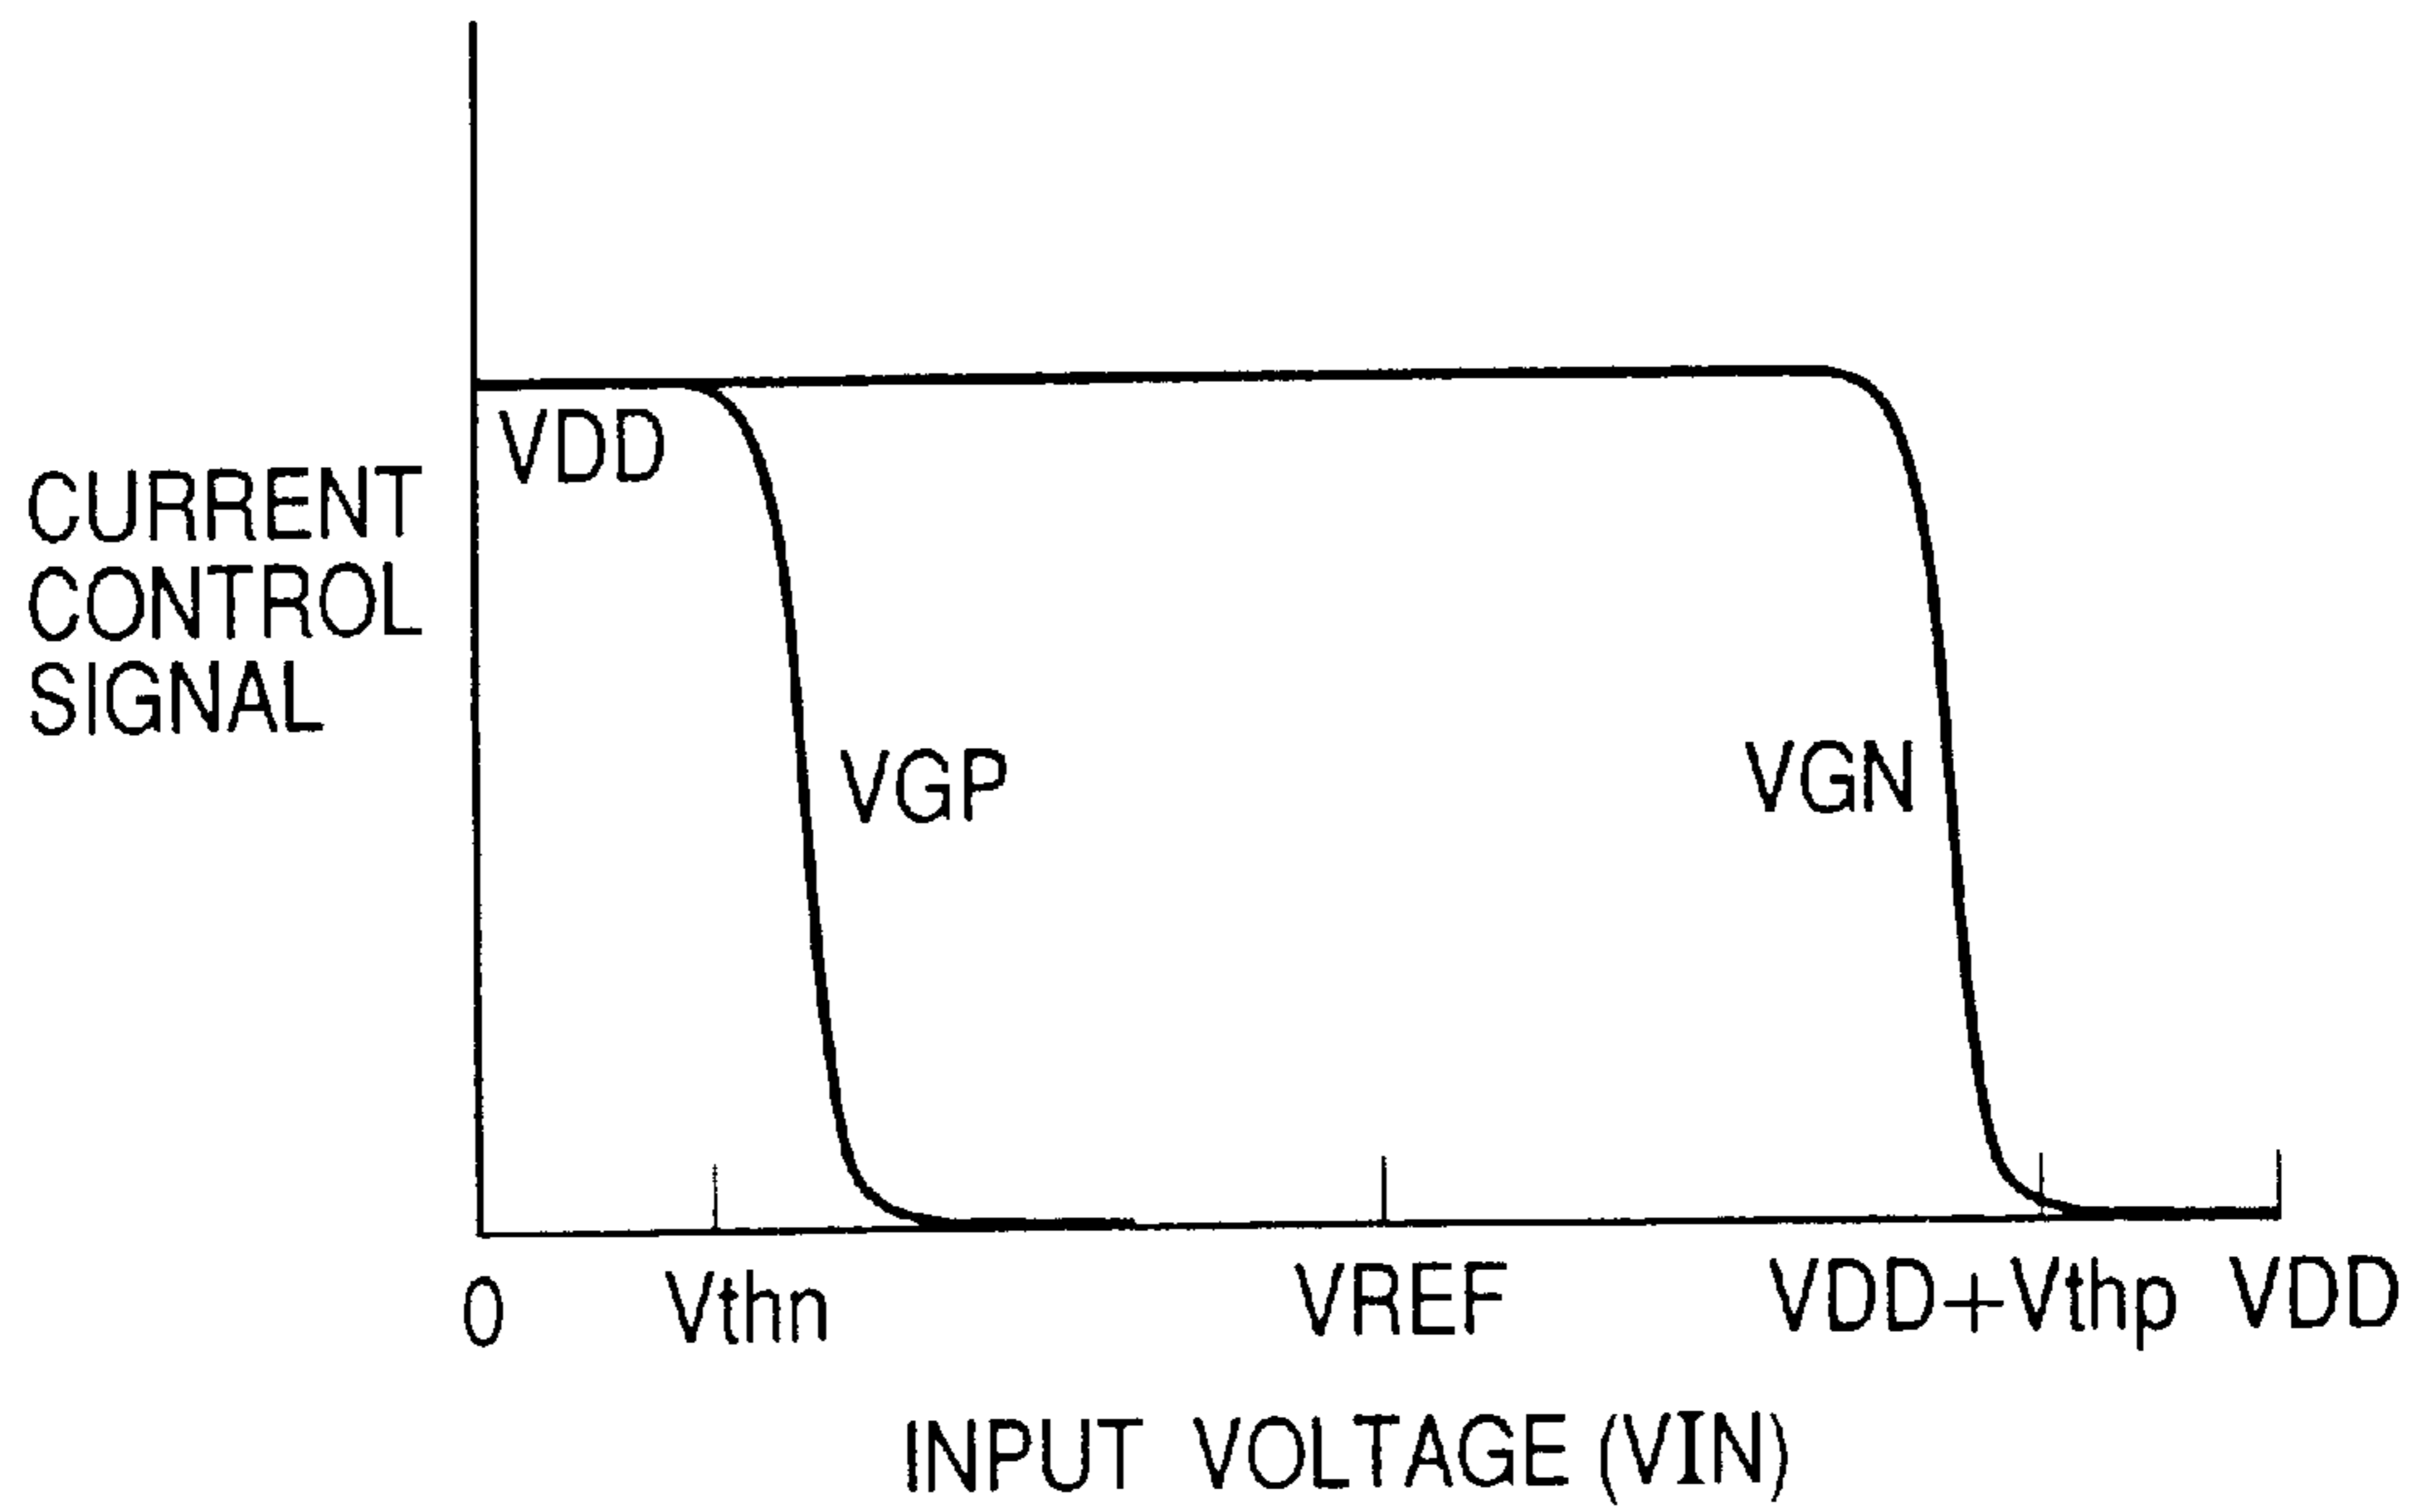 VDD
CURRENT
CONTROL
SIGNAL
VGP
VGN
0
Vthn
VREF
VDD+Vthp
VDD
INPUT VOLTAGE (VIN)